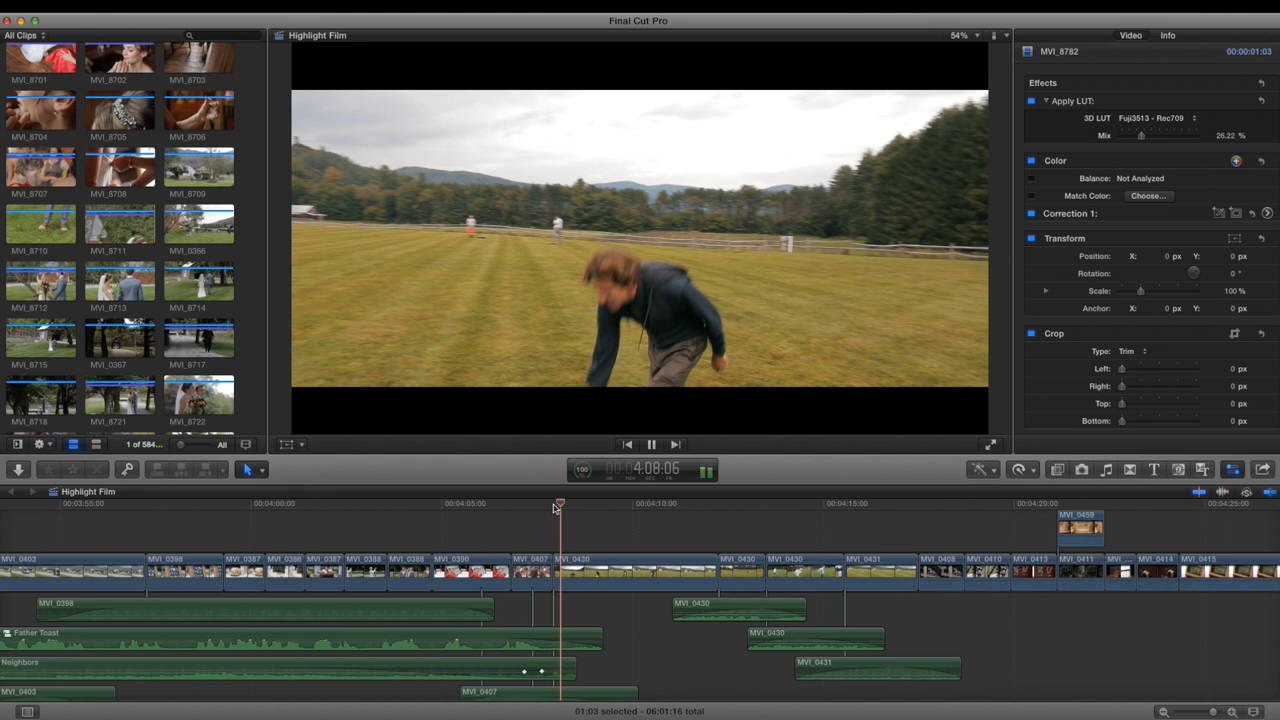 Final Cut Pro
All Clips
Highlight Film
54%
Video Info
MVI_8701 MVI_8702 MVI_8703
MVI_8704 MVI_8705 MVI_8706
MVI_8707 MVI_8708 MVI_8709
MVI_8710 MVI_8711 MVI_0366
MVI_8712 MVI_8713 MVI_8714
MVI_8715 MVI_0367 MVI_8717
MVI_8718 MVI_8721 MVI_8722
1 of 584... All
MVI_8782 00:00:01:03
Effects
Apply LUT:
3D LUT Fuji3513 - Rec709
Mix 26.22 %
Color
Balance: Not Analyzed
Match Color: Choose...
Correction 1:
Transform
Position: X: 0 px Y: 0 px
Rotation: 0 °
Scale: 100 %
Anchor: X: 0 px Y: 0 px
Crop
Type: Trim
Left: 0 px
Right: 0 px
Top: 0 px
Bottom: 0 px
100 4:08:06
HR MIN SEC FR
Highlight Film
00:03:55:00 00:04:00:00 00:04:05:00 00:04:10:00 00:04:15:00 00:04:20:00 00:04:25:00
MVI_0459
MVI_0403 MVI_0398 MVI_0387 MVI_0386 MVI_0387 MVI_0388 MVI_0388 MVI_0390 MVI_0407 MVI_0430 MVI_0430 MVI_0430 MVI_0431 MVI_0408 MVI_0410 MVI_0413 MVI_0411 MVI_... MVI_0414 MVI_0415
MVI_0398 MVI_0430
Father Toast MVI_0430
Neighbors MVI_0431
MVI_0403 MVI_0407
01:03 selected - 06:01:16 total